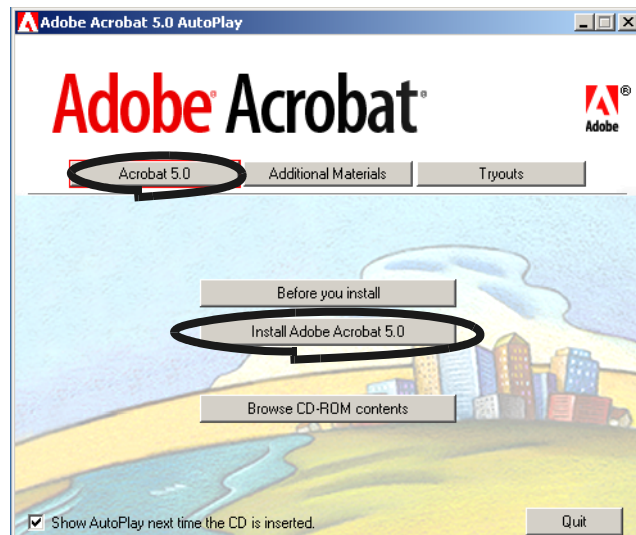 Adobe Acrobat 5.0 AutoPlay
Adobe® Acrobat®
®
Adobe
Acrobat 5.0 Additional Materials Tryouts
Before you install
Install Adobe Acrobat 5.0
Browse CD-ROM contents
Show AutoPlay next time the CD is inserted. Quit